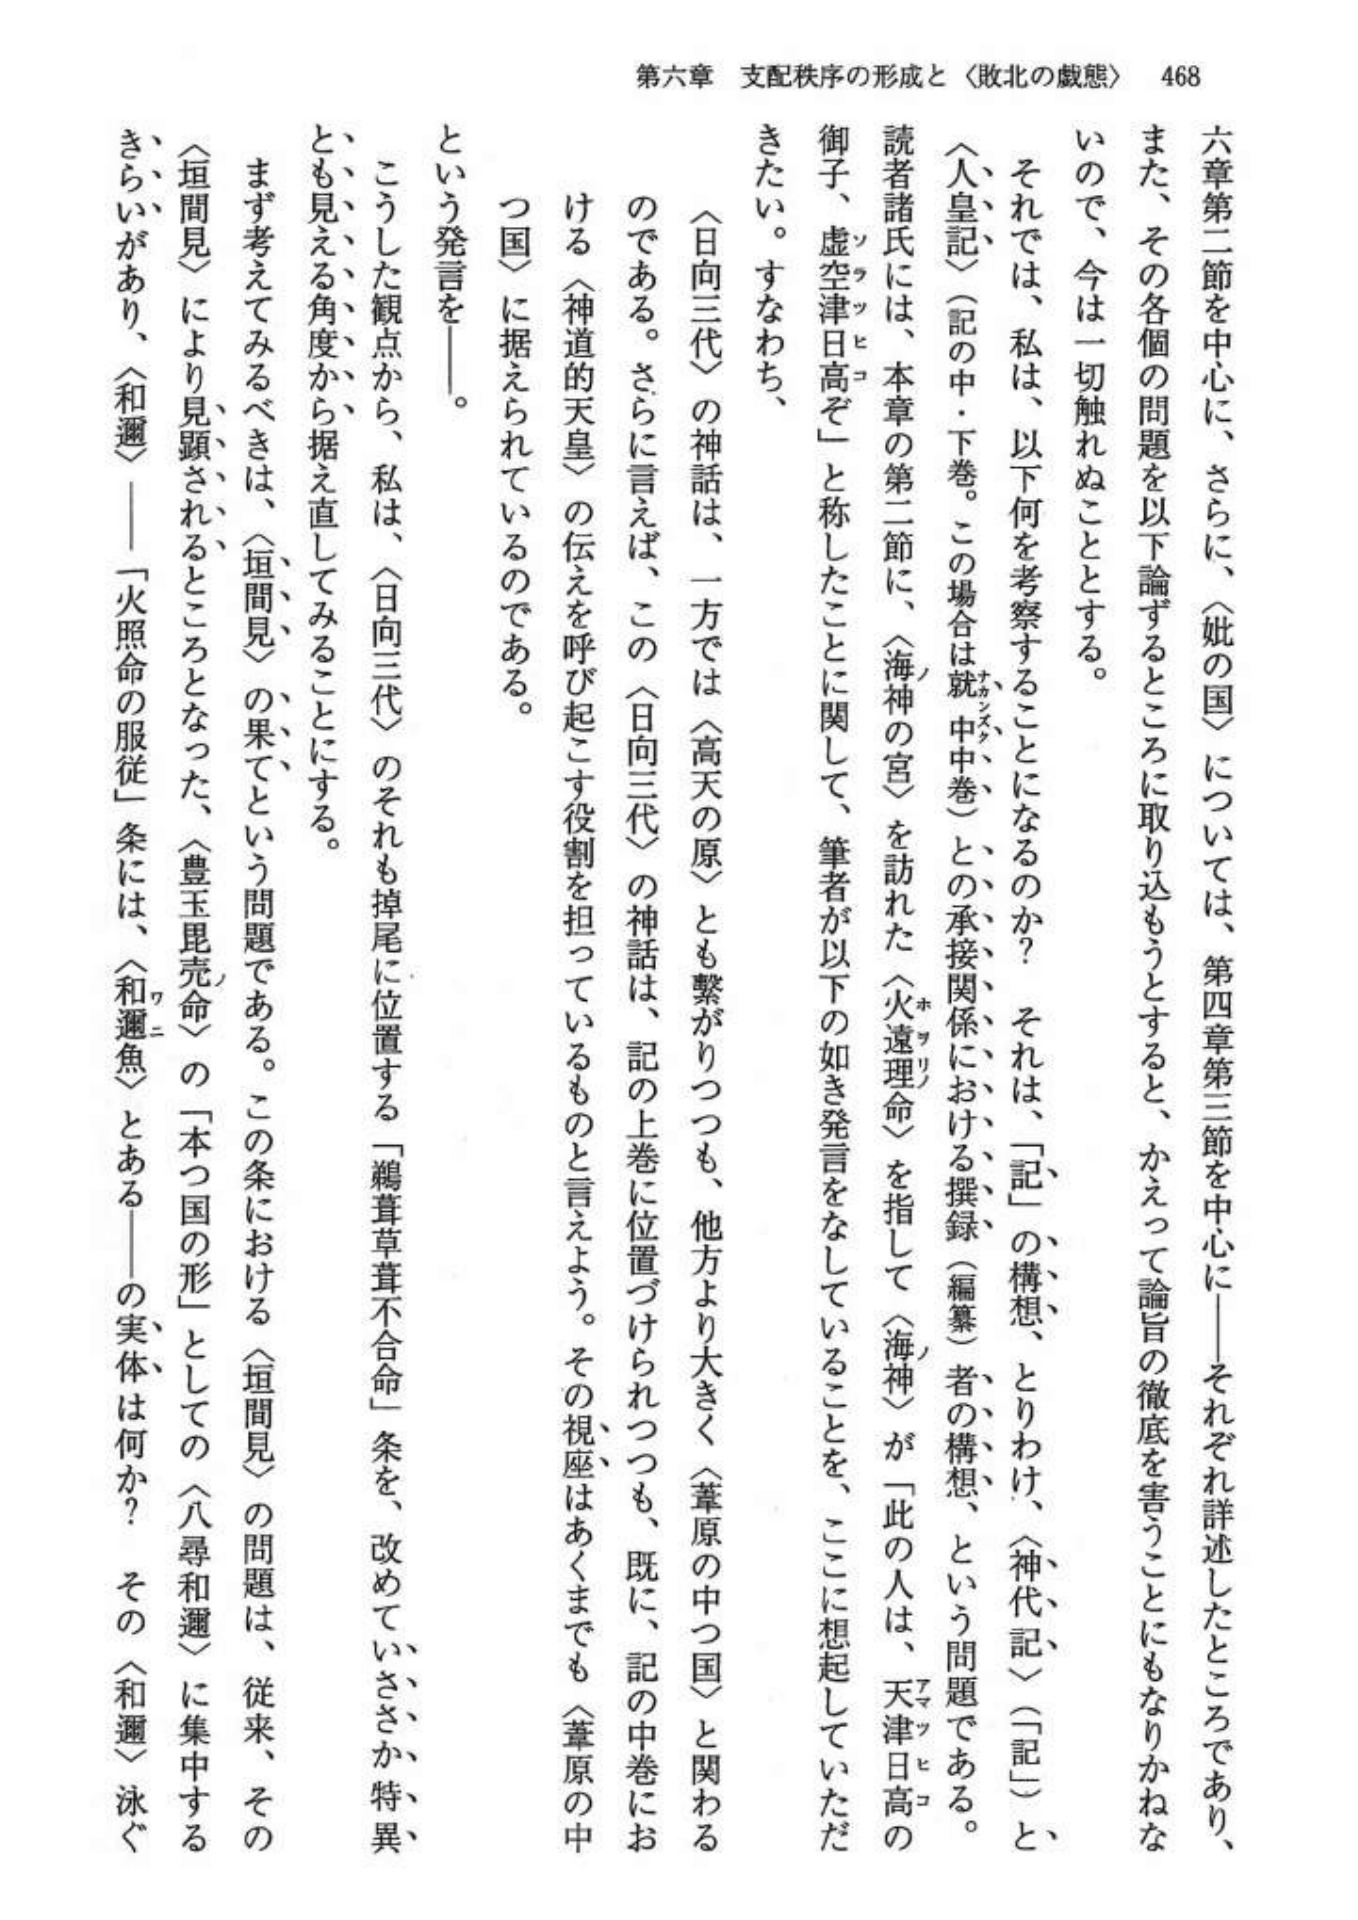 第六章　支配秩序の形成と〈敗北の戯態〉　468
六章第二節を中心に、さらに、〈妣の国〉については、第四章第三節を中心に――それぞれ詳述したところであり、
また、その各個の問題を以下論ずるところに取り込もうとすると、かえって論旨の徹底を害うことにもなりかねな
いので、今は一切触れぬこととする。
　それでは、私は、以下何を考察することになるのか？　それは、「記」の構想、とりわけ、〈神代記〉（「記」）と
〈人皇記〉（記の中・下巻。この場合は就中中巻）との承接関係における撰録（編纂）者の構想、という問題である。
読者諸氏には、本章の第二節に、〈海神の宮〉を訪れた〈火遠理命〉を指して〈海神〉が「此の人は、天津日高の
御子、虚空津日高ぞ」と称したことに関して、筆者が以下の如き発言をなしていることを、ここに想起していただ
きたい。すなわち、
　　〈日向三代〉の神話は、一方では〈高天の原〉とも繋がりつつも、他方より大きく〈葦原の中つ国〉と関わる
　　のである。さらに言えば、この〈日向三代〉の神話は、記の上巻に位置づけられつつも、既に、記の中巻にお
　　ける〈神道的天皇〉の伝えを呼び起こす役割を担っているものと言えよう。その視座はあくまでも〈葦原の中
　　つ国〉に据えられているのである。
という発言を――。
　こうした観点から、私は、〈日向三代〉のそれも掉尾に位置する「鵜葺草葺不合命」条を、改めていささか特異
とも見える角度から据え直してみることにする。
　まず考えてみるべきは、〈垣間見〉の果てという問題である。この条における〈垣間見〉の問題は、従来、その
〈垣間見〉により見顕されるところとなった、〈豊玉毘売命〉の「本つ国の形」としての〈八尋和邇〉に集中する
きらいがあり、〈和邇〉――「火照命の服従」条には、〈和邇魚〉とある――の実体は何か？　その〈和邇〉泳ぐ